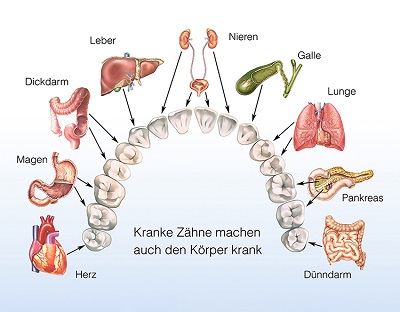 Nieren
Leber
Galle
Dickdarm
Lunge
Magen
Pankreas
Kranke Zähne machen
auch den Körper krank
Herz
Dünndarm